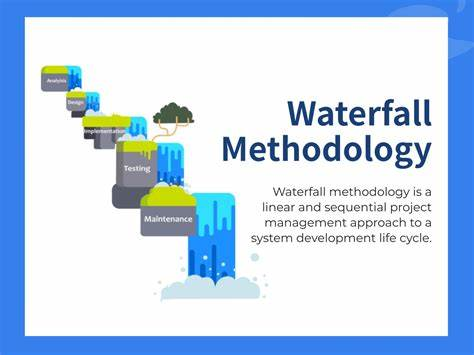 Analysis
Design
Implementation
Testing
Maintenance
Waterfall
Methodology
Waterfall methodology is a
linear and sequential project
management approach to a
system development life cycle.